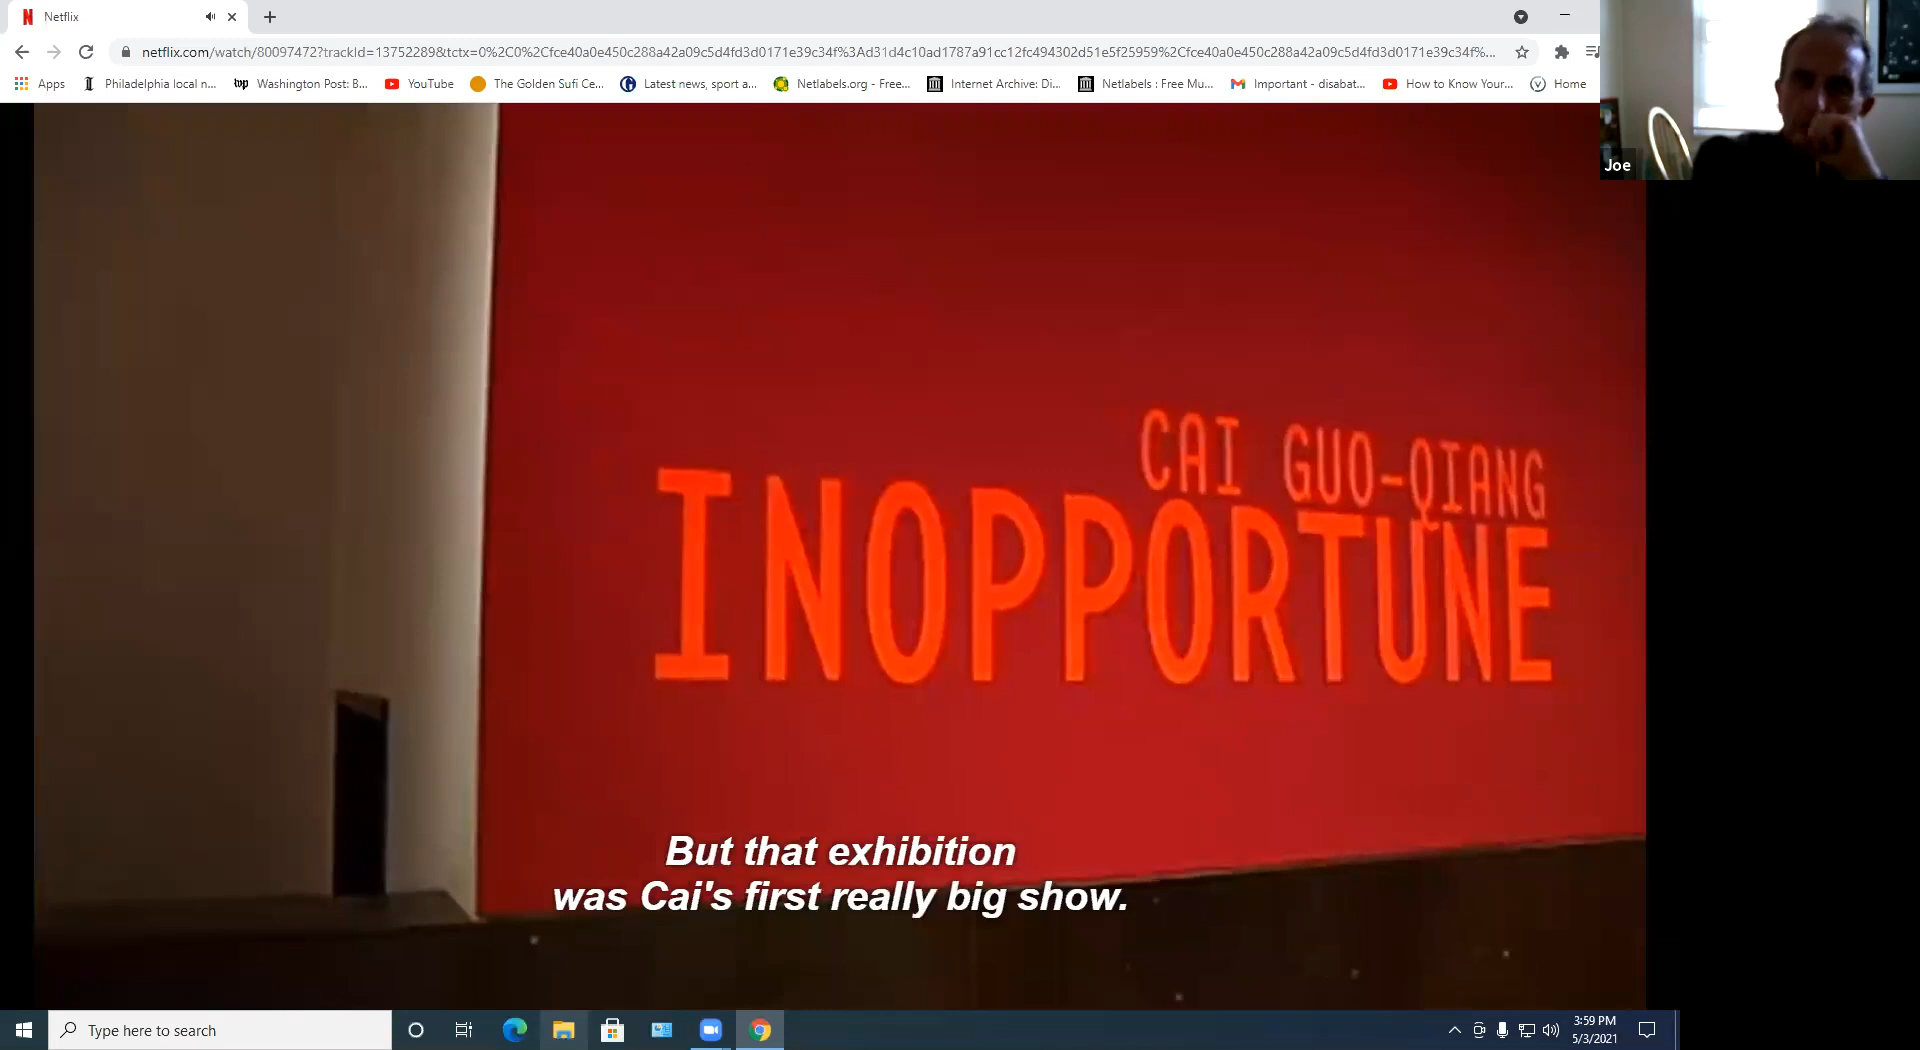 Netflix
netflix.com/watch/80097472?trackId=13752289&tctx=0%2C0%2Cfce40a0e450c288a42a09c5d4fd3d0171e39c34f%3Ad31d4c10ad1787a91cc12fc494302d51e5f25959%2Cfce40a0e450c288a42a09c5d4fd3d0171e39c34f%...
Apps Philadelphia local n... Washington Post: B... YouTube The Golden Sufi Ce... Latest news, sport a... Netlabels.org - Free... Internet Archive: Di... Netlabels : Free Mu... Important - disabat... How to Know Your... Home
Joe
CAI GUO-QIANG
INOPPORTUNE
But that exhibition
was Cai's first really big show.
Type here to search
3:59 PM
5/3/2021